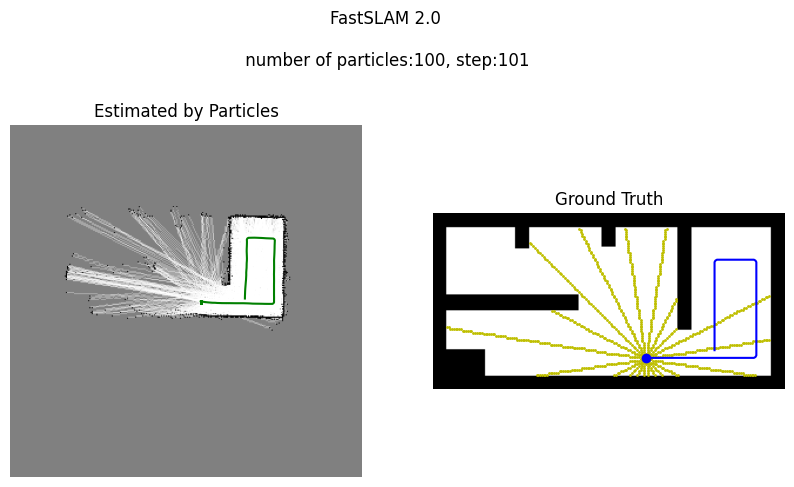 FastSLAM 2.0
number of particles:100, step:101
Estimated by Particles
Ground Truth